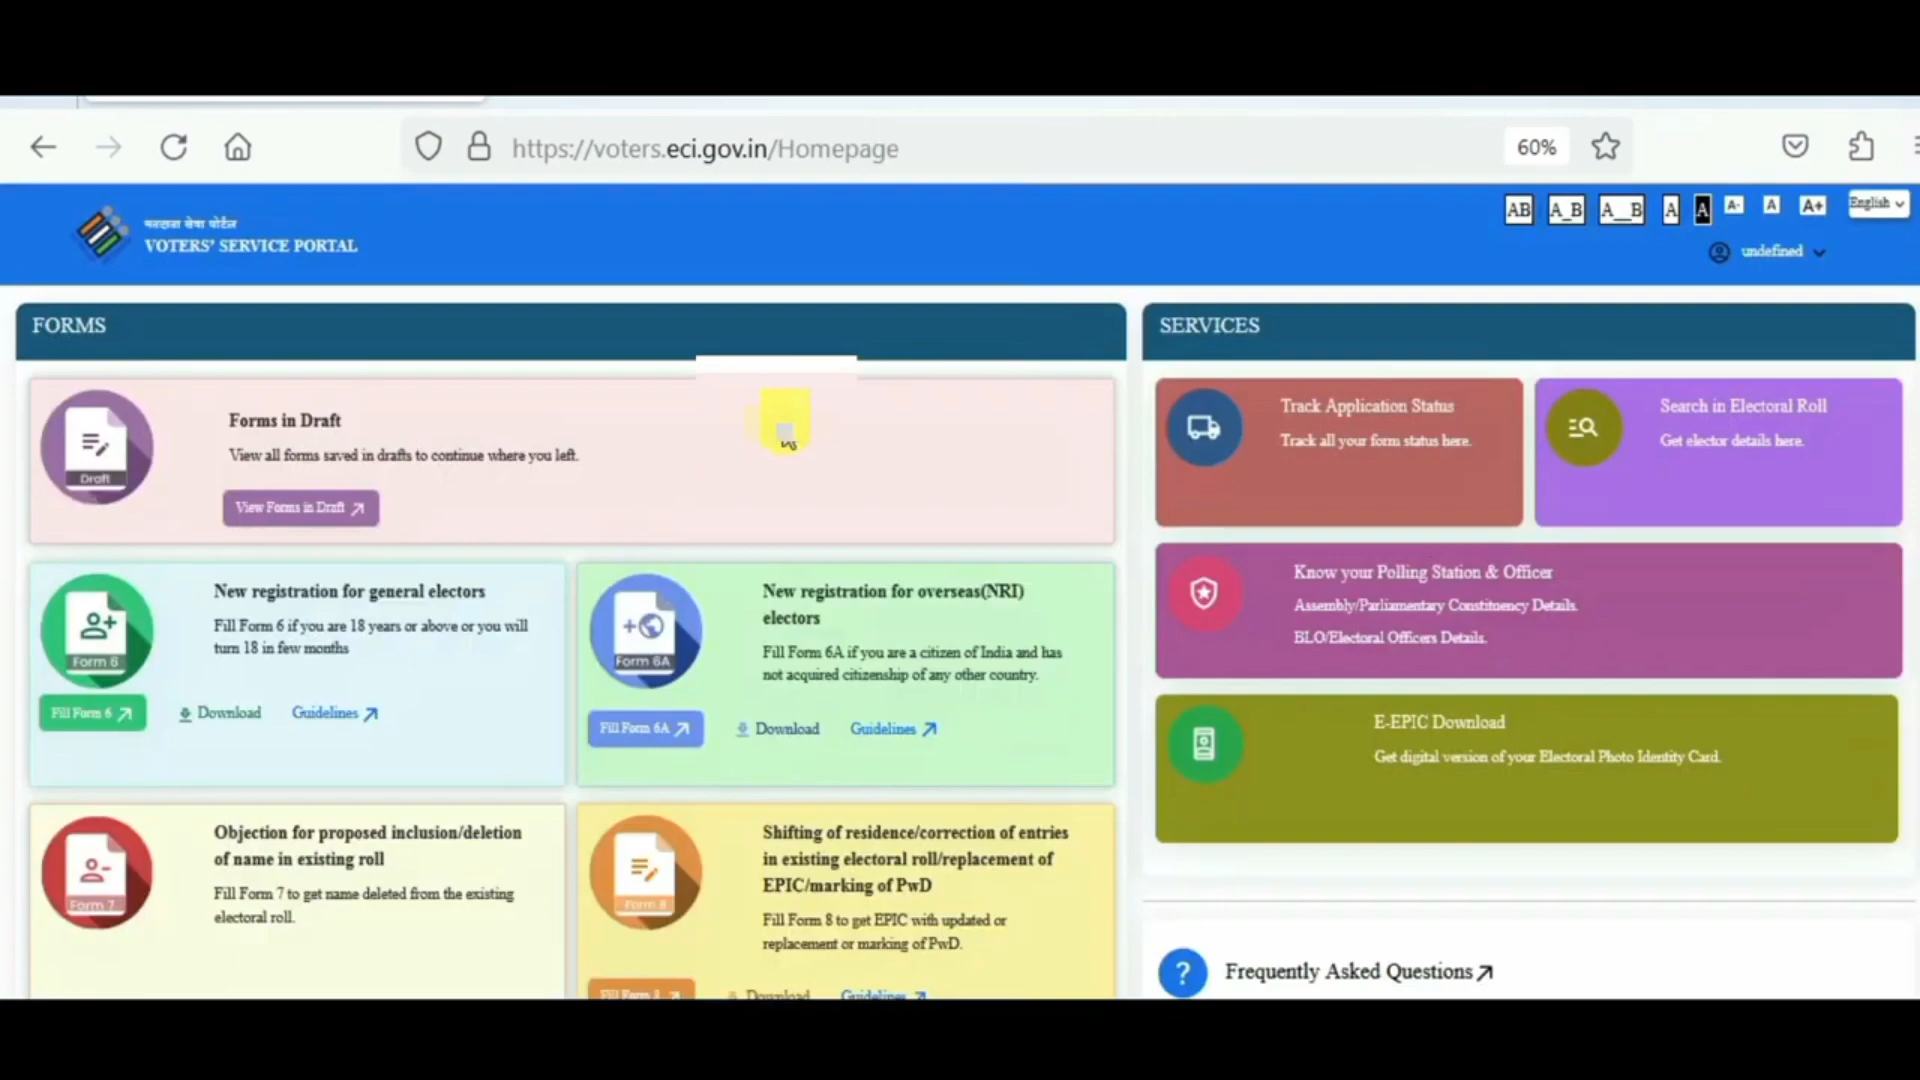 https://voters.eci.gov.in/Homepage
60%
मतदाता सेवा पोर्टल
VOTERS' SERVICE PORTAL
AB A_B A__B A A A- A A+ English
undefined
FORMS
Forms in Draft
View all forms saved in drafts to continue where you left.
Draft
View Forms in Draft
New registration for general electors
Fill Form 6 if you are 18 years or above or you will
turn 18 in few months
Form 6
Fill Form 6 Download Guidelines
New registration for overseas(NRI)
electors
Fill Form 6A if you are a citizen of India and has
not acquired citizenship of any other country.
Form 6A
Fill Form 6A Download Guidelines
Objection for proposed inclusion/deletion
of name in existing roll
Fill Form 7 to get name deleted from the existing
electoral roll.
Form 7
Shifting of residence/correction of entries
in existing electoral roll/replacement of
EPIC/marking of PwD
Fill Form 8 to get EPIC with updated or
replacement or marking of PwD.
Form 8
Fill Form 8 Download Guidelines
SERVICES
Track Application Status
Track all your form status here.
Search in Electoral Roll
Get elector details here.
Know your Polling Station & Officer
Assembly/Parliamentary Constituency Details.
BLO/Electoral Officers Details.
E-EPIC Download
Get digital version of your Electoral Photo Identity Card.
? Frequently Asked Questions